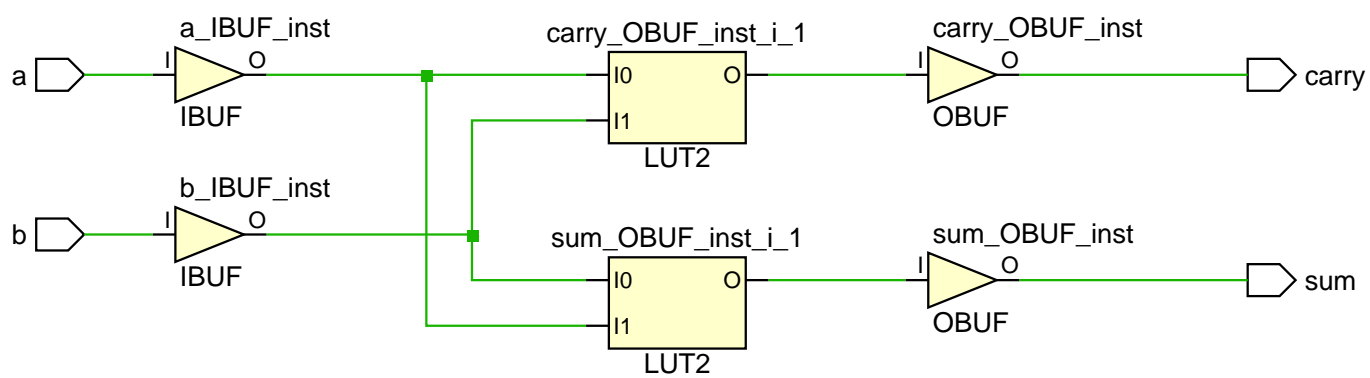 a_IBUF_inst
carry_OBUF_inst_i_1
carry_OBUF_inst
a
I
O
I0
O
I
O
carry
IBUF
I1
OBUF
LUT2
b_IBUF_inst
b
I
O
sum_OBUF_inst_i_1
sum_OBUF_inst
IBUF
I0
O
I
O
sum
I1
OBUF
LUT2